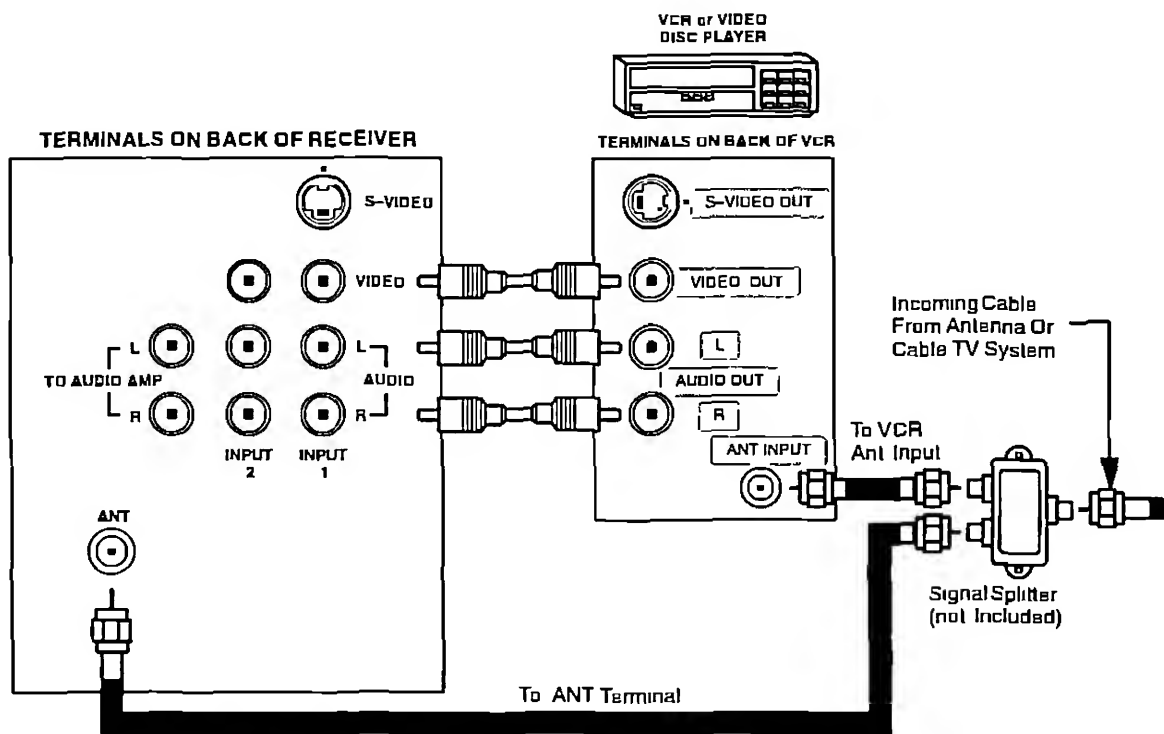 VCR or VIDEO
DISC PLAYER
TERMINALS ON BACK OF RECEIVER
TERMINALS ON BACK OF VCR
S-VIDEO
S-VIDEO OUT
VIDEO
VIDEO OUT
Incoming Cable
From Antenna Or
Cable TV System
L
L
L
TO AUDIO AMP
AUDIO
AUDIO OUT
R
R
R
INPUT
2
INPUT
1
ANT INPUT
To VCR
Ant Input
ANT
Signal Splitter
(not Included)
To ANT Terminal